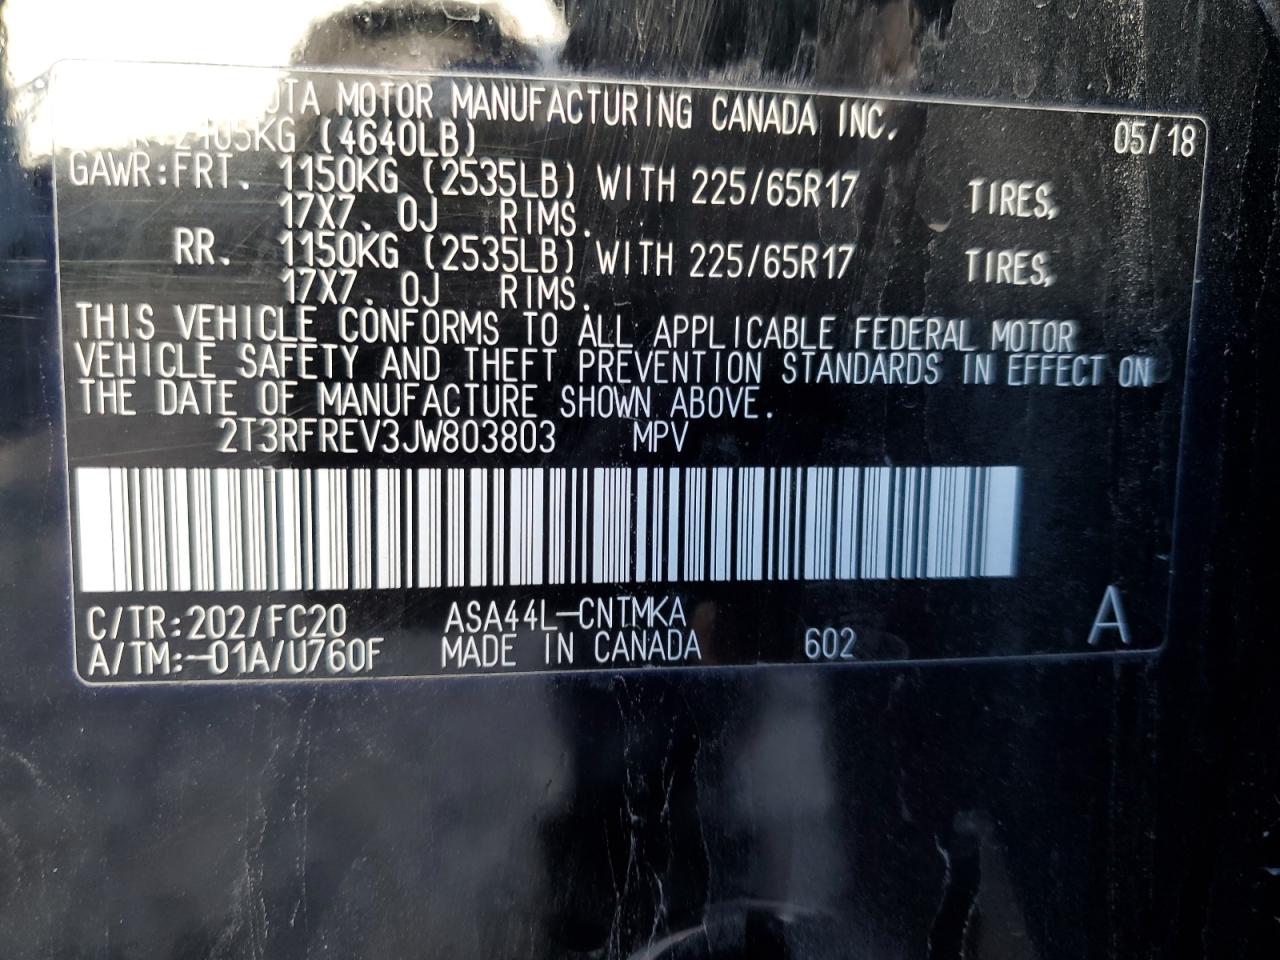 MOTOR MANUFACTURING CANADA INC.
05/18
(4640LB)
GAWR:FRT. 1150KG (2535LB) WITH 225/65R17 TIRES,
17X7.0J RIMS.
RR. 1150KG (2535LB) WITH 225/65R17 TIRES,
17X7.0J RIMS.
THIS VEHICLE CONFORMS TO ALL APPLICABLE FEDERAL MOTOR
VEHICLE SAFETY AND THEFT PREVENTION STANDARDS IN EFFECT ON
THE DATE OF MANUFACTURE SHOWN ABOVE.
2T3RFREV3JW803803 MPV
C/TR:202/FC20 ASA44L-CNTMKA
A/TM:-01A/U760F MADE IN CANADA 602
A